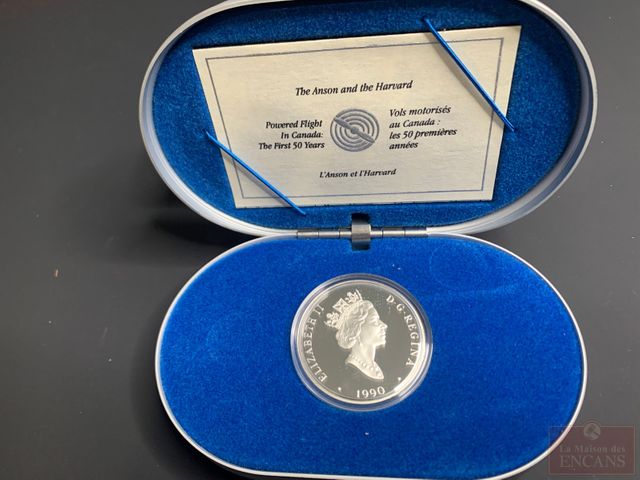 The Anson and the Harvard
Powered Flight
In Canada:
The First 50 Years
Vols motorisés
au Canada :
les 50 premières
années
L'Anson et l'Harvard
ELIZABETH II
D·G·REGINA
1990
La Maison des
ENCANS